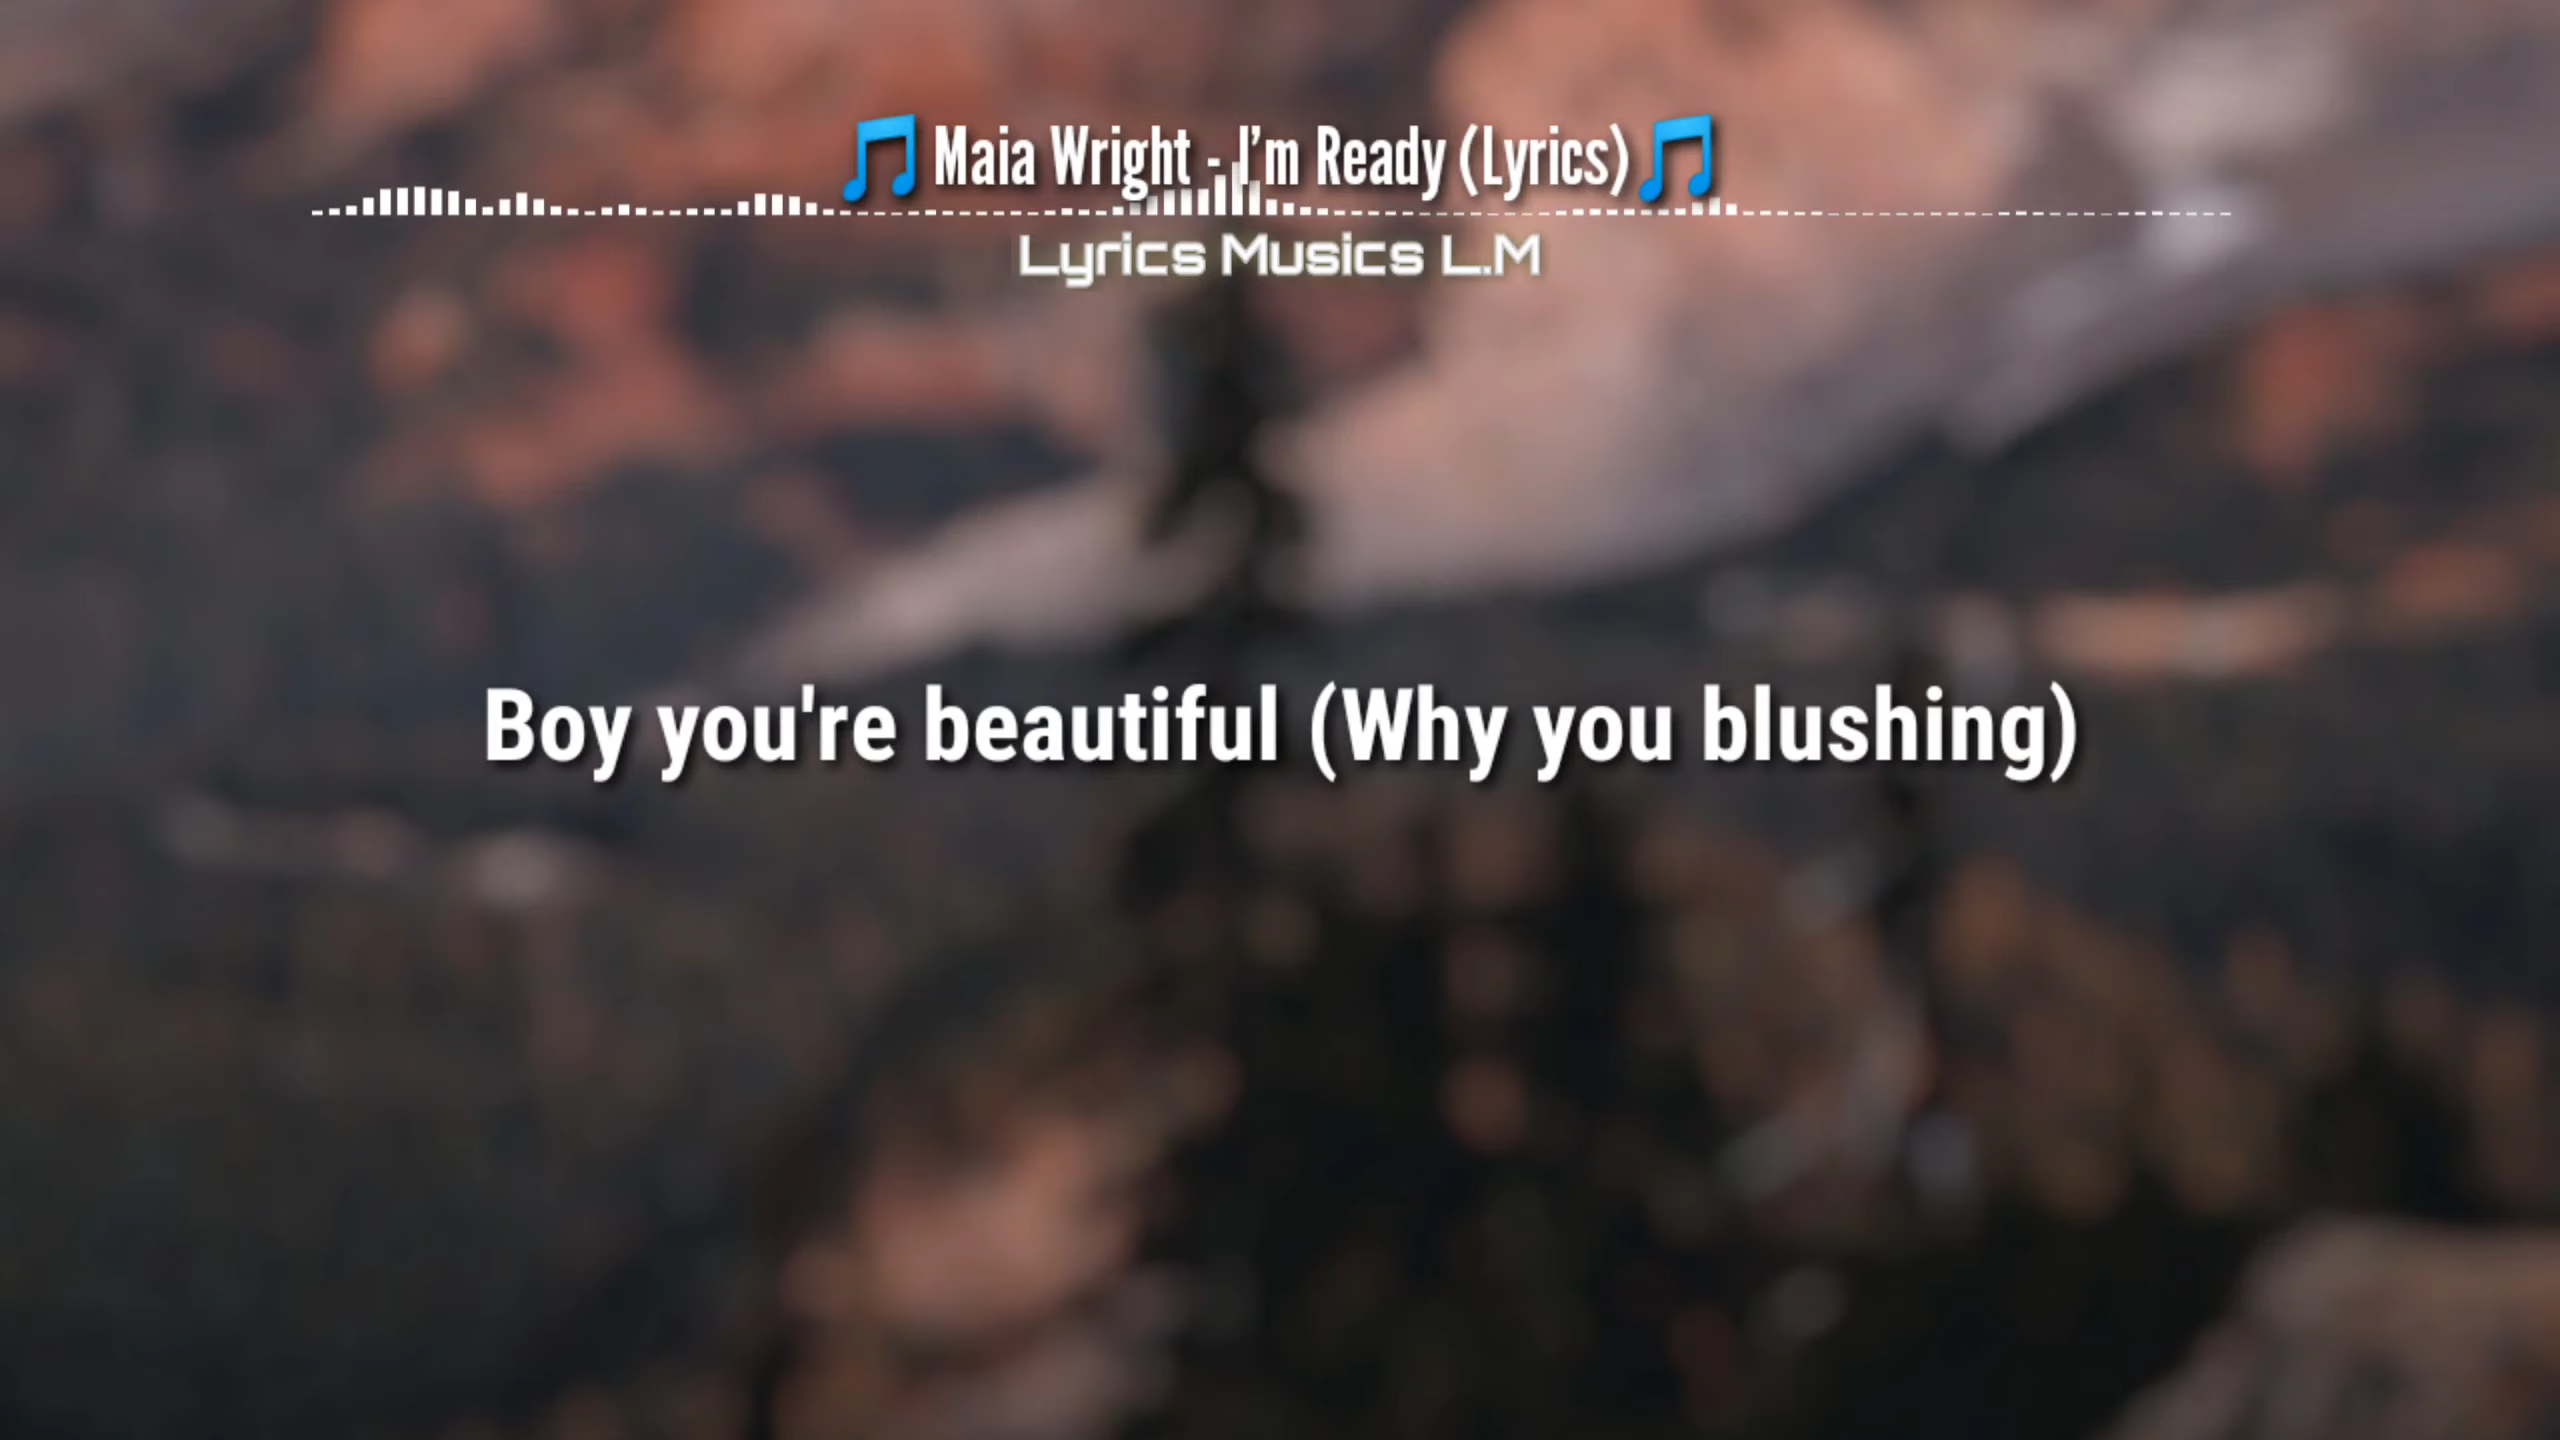 🎵 Maia Wright - I'm Ready (Lyrics) 🎵
Lyrics Musics L.M
Boy you're beautiful (Why you blushing)